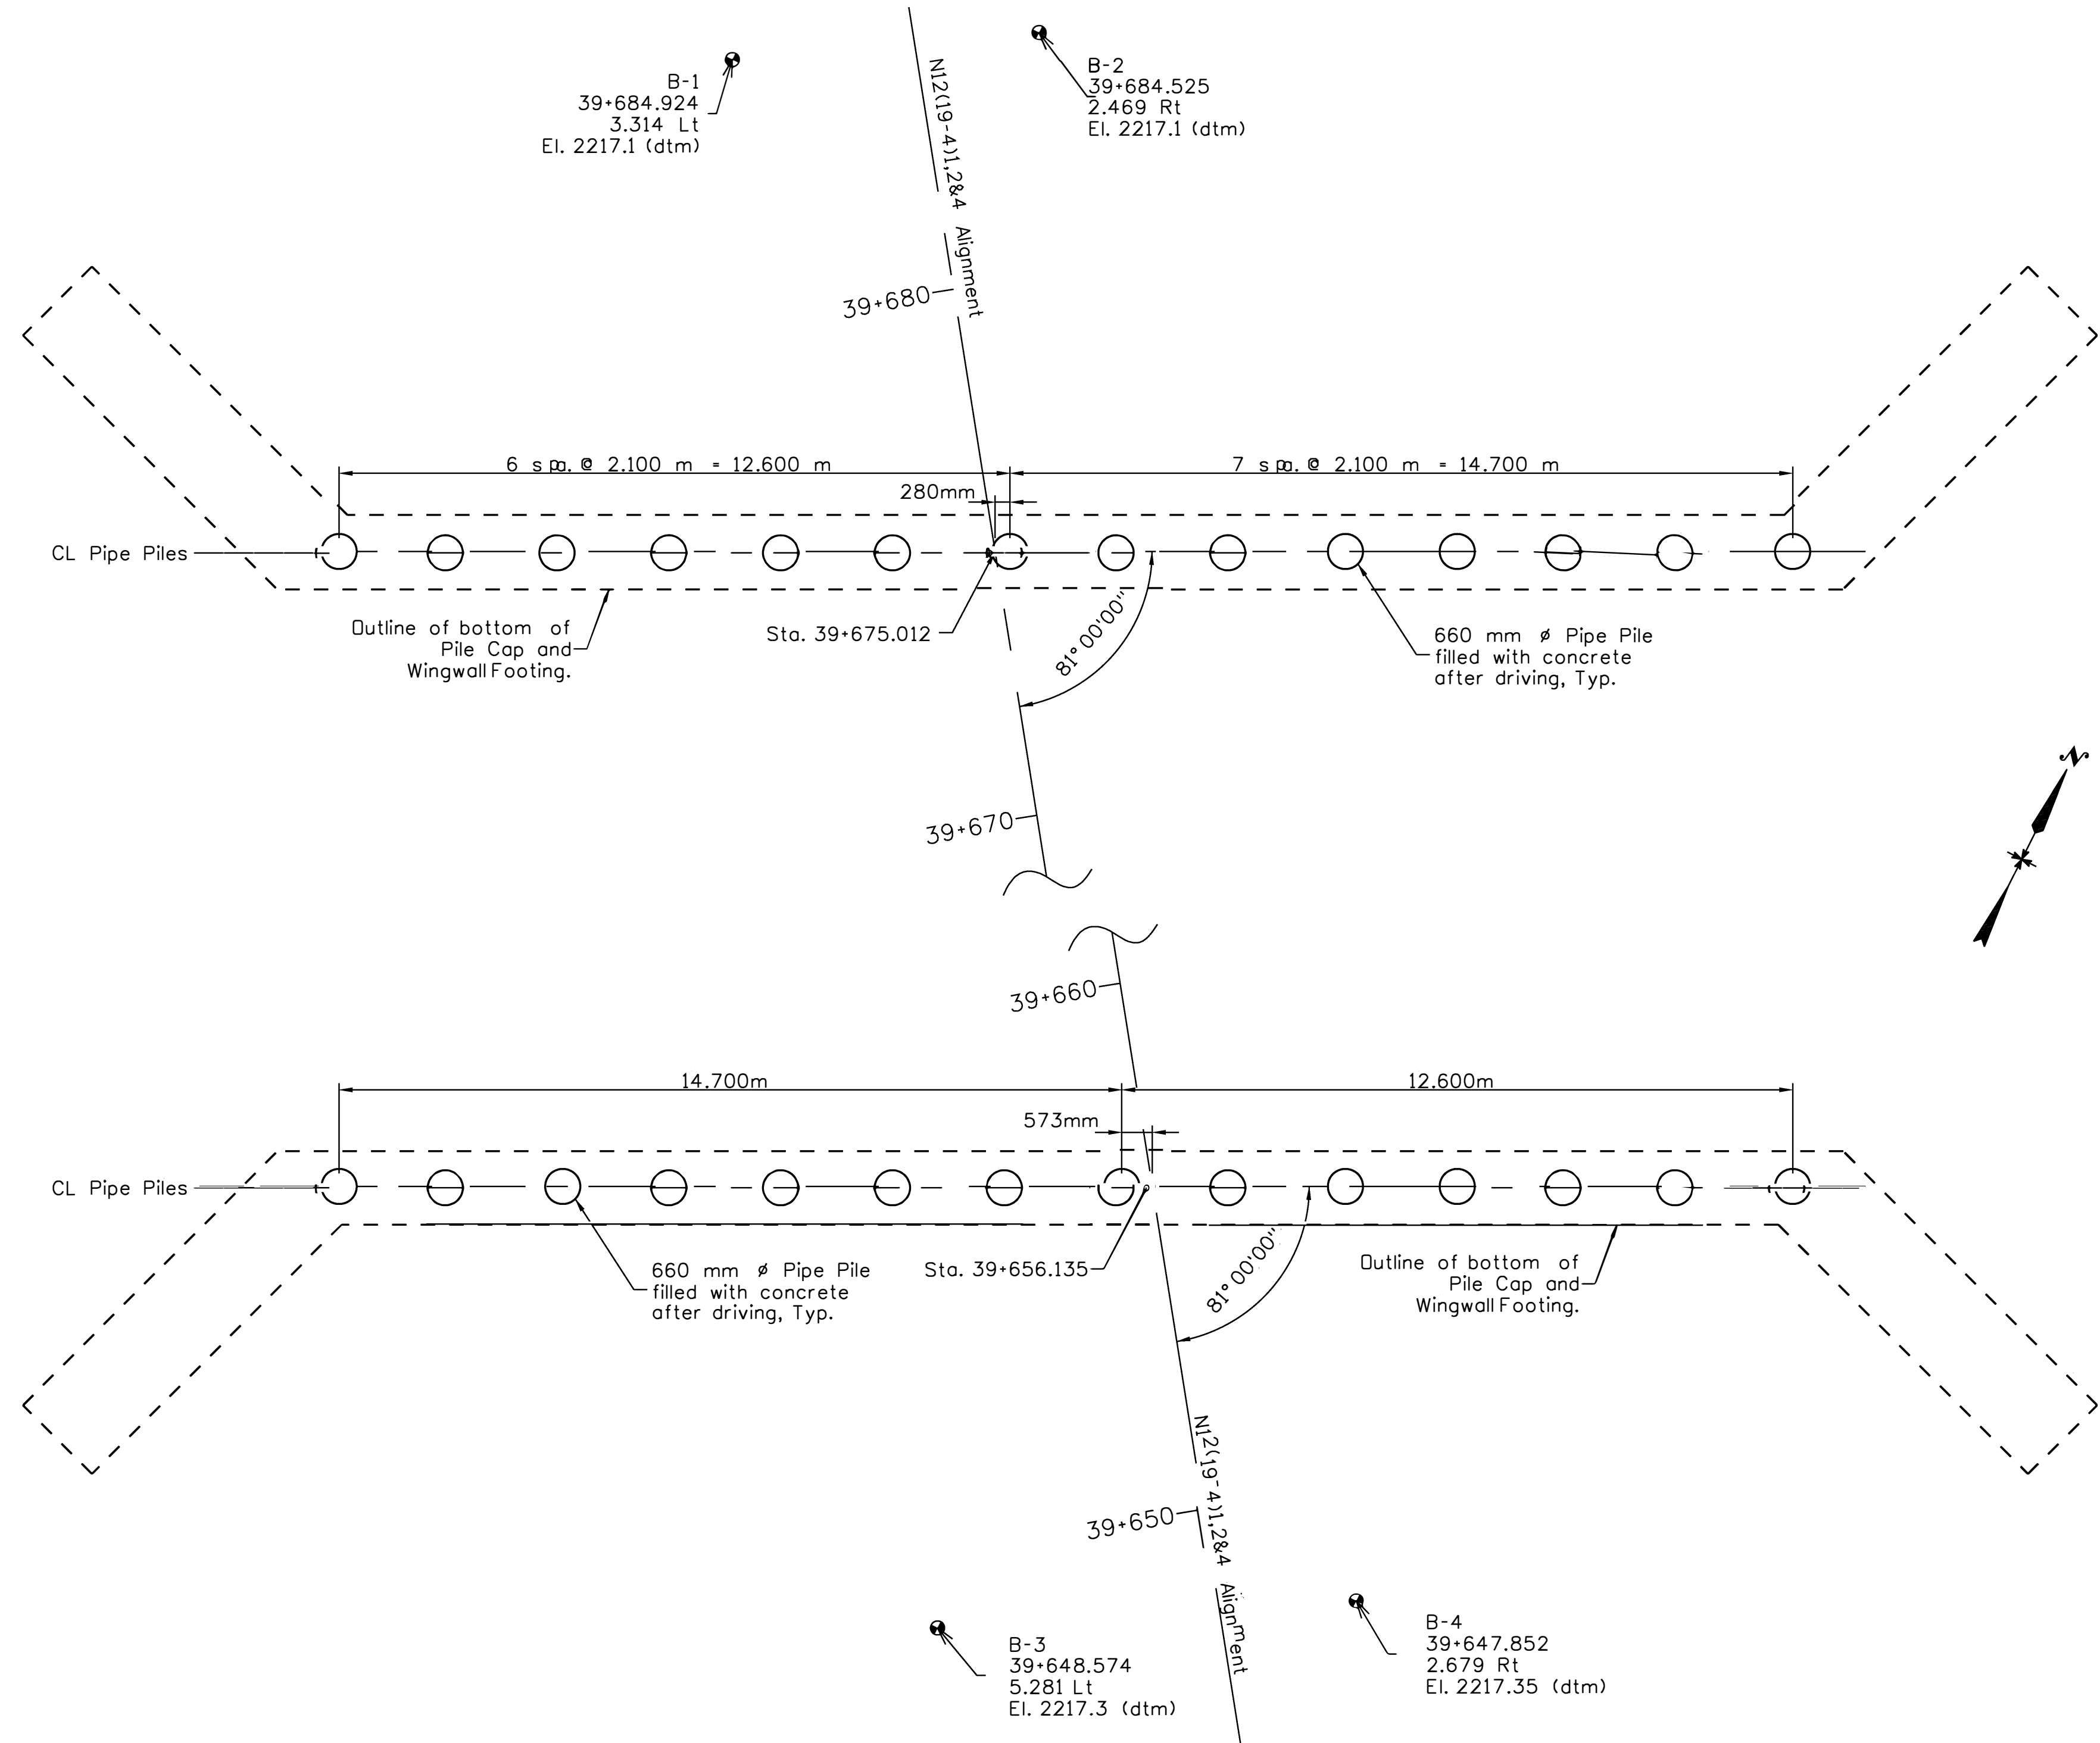 B-1
39+684.924
3.314 Lt
El. 2217.1 (dtm)
B-2
39+684.525
2.469 Rt
El. 2217.1 (dtm)
N12(19-4)1,2&4 Alignment
39+680
6 spa. @ 2.100 m = 12.600 m
7 spa. @ 2.100 m = 14.700 m
280mm
CL Pipe Piles
Outline of bottom of
Pile Cap and
Wingwall Footing.
Sta. 39+675.012
81° 00'00"
660 mm ø Pipe Pile
filled with concrete
after driving, Typ.
N
39+670
39+660
14.700m
12.600m
573mm
CL Pipe Piles
660 mm ø Pipe Pile
filled with concrete
after driving, Typ.
Sta. 39+656.135
81° 00'00"
Outline of bottom of
Pile Cap and
Wingwall Footing.
N12(19-4)1,2&4 Alignment
39+650
B-3
39+648.574
5.281 Lt
El. 2217.3 (dtm)
B-4
39+647.852
2.679 Rt
El. 2217.35 (dtm)